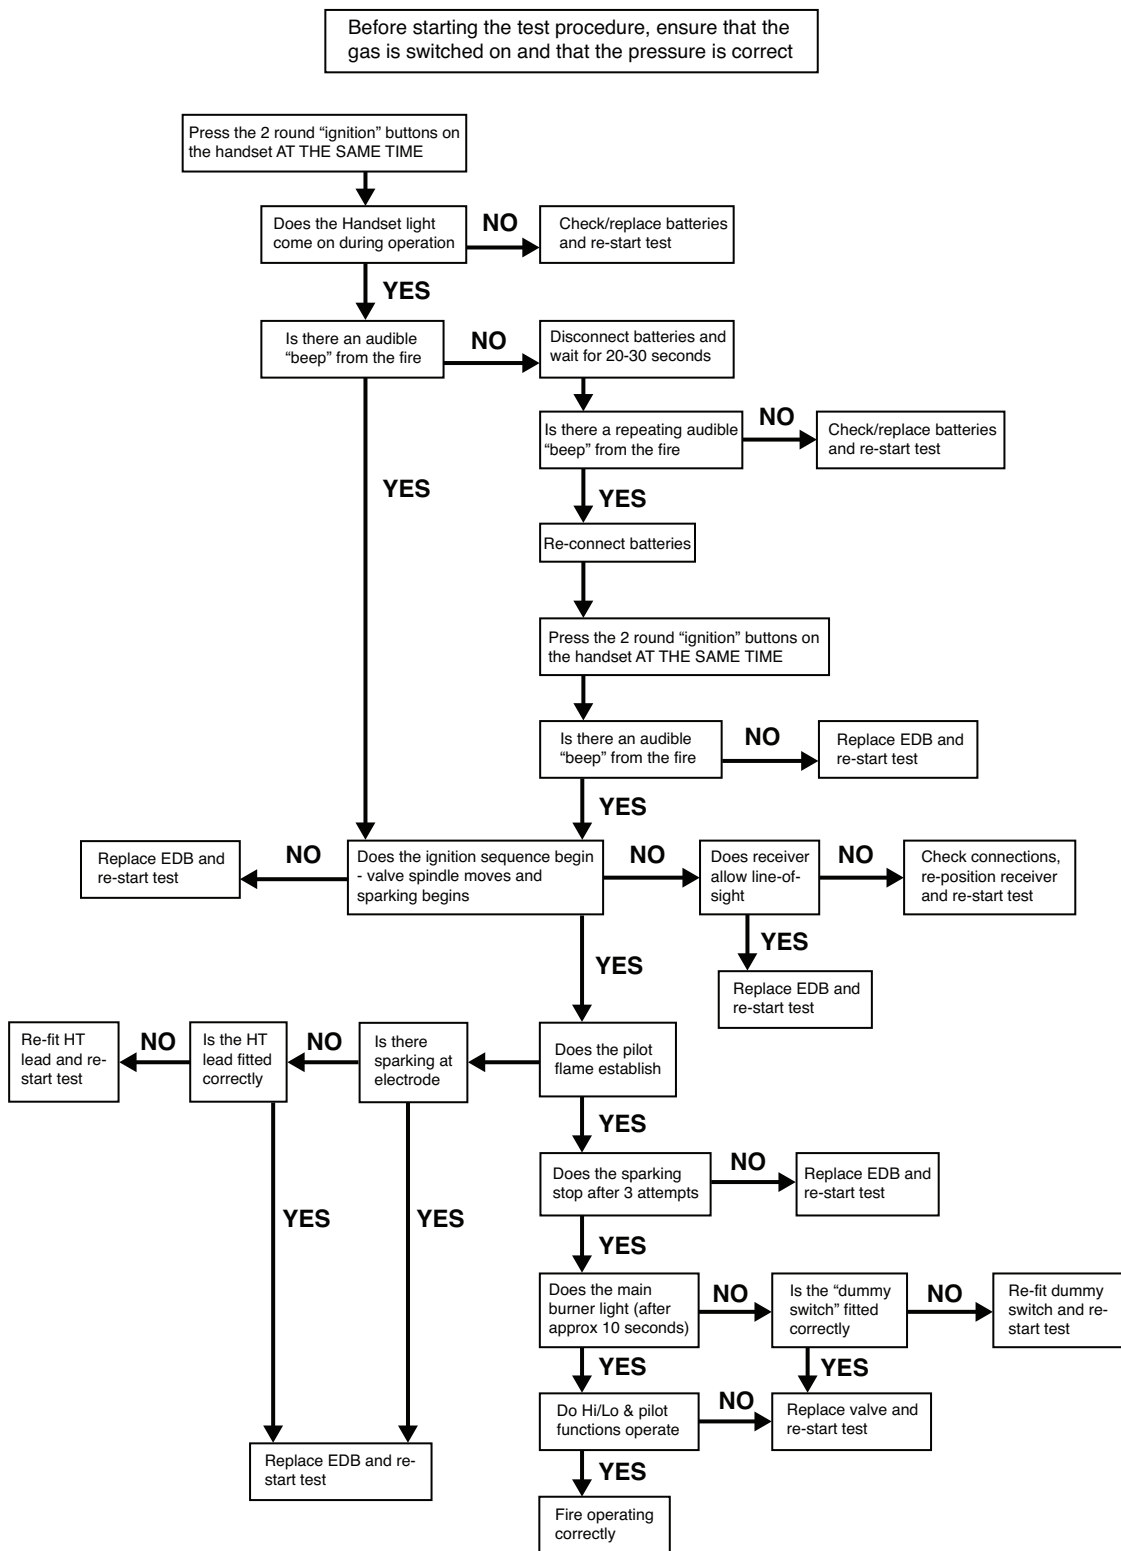 Before starting the test procedure, ensure that the
gas is switched on and that the pressure is correct
Press the 2 round “ignition” buttons on
the handset AT THE SAME TIME
Does the Handset light
come on during operation
NO
Check/replace batteries
and re-start test
YES
Is there an audible
“beep” from the fire
NO
Disconnect batteries and
wait for 20-30 seconds
Is there a repeating audible
“beep” from the fire
NO
Check/replace batteries
and re-start test
YES
YES
Re-connect batteries
Press the 2 round “ignition” buttons on
the handset AT THE SAME TIME
Is there an audible
“beep” from the fire
NO
Replace EDB and
re-start test
YES
Replace EDB and
re-start test
NO
Does the ignition sequence begin
- valve spindle moves and
sparking begins
NO
Does receiver
allow line-of-
sight
NO
Check connections,
re-position receiver
and re-start test
YES
YES
Replace EDB and
re-start test
Re-fit HT
lead and re-
start test
NO
Is the HT
lead fitted
correctly
NO
Is there
sparking at
electrode
Does the pilot
flame establish
YES
Does the sparking
stop after 3 attempts
NO
Replace EDB and
re-start test
YES
YES
YES
Does the main
burner light (after
approx 10 seconds)
NO
Is the “dummy
switch” fitted
correctly
NO
Re-fit dummy
switch and re-
start test
YES
YES
Do Hi/Lo & pilot
functions operate
NO
Replace valve and
re-start test
Replace EDB and re-
start test
YES
Fire operating
correctly